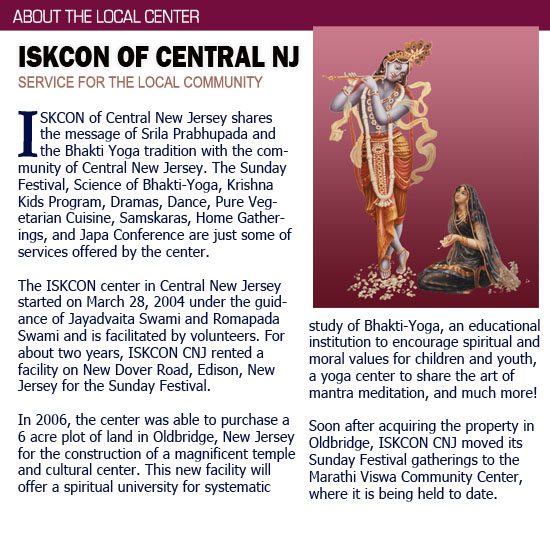 ABOUT THE LOCAL CENTER
ISKCON OF CENTRAL NJ
SERVICE FOR THE LOCAL COMMUNITY
ISKCON of Central New Jersey shares
the message of Srila Prabhupada and
the Bhakti Yoga tradition with the com-
munity of Central New Jersey. The Sunday
Festival, Science of Bhakti-Yoga, Krishna
Kids Program, Dramas, Dance, Pure Veg-
etarian Cuisine, Samskaras, Home Gather-
ings, and Japa Conference are just some of
services offered by the center.
The ISKCON center in Central New Jersey
started on March 28, 2004 under the guid-
ance of Jayadvaita Swami and Romapada
Swami and is facilitated by volunteers. For
about two years, ISKCON CNJ rented a
facility on New Dover Road, Edison, New
Jersey for the Sunday Festival.
In 2006, the center was able to purchase a
6 acre plot of land in Oldbridge, New Jersey
for the construction of a magnificent temple
and cultural center. This new facility will
offer a spiritual university for systematic
study of Bhakti-Yoga, an educational
institution to encourage spiritual and
moral values for children and youth,
a yoga center to share the art of
mantra meditation, and much more!
Soon after acquiring the property in
Oldbridge, ISKCON CNJ moved its
Sunday Festival gatherings to the
Marathi Viswa Community Center,
where it is being held to date.